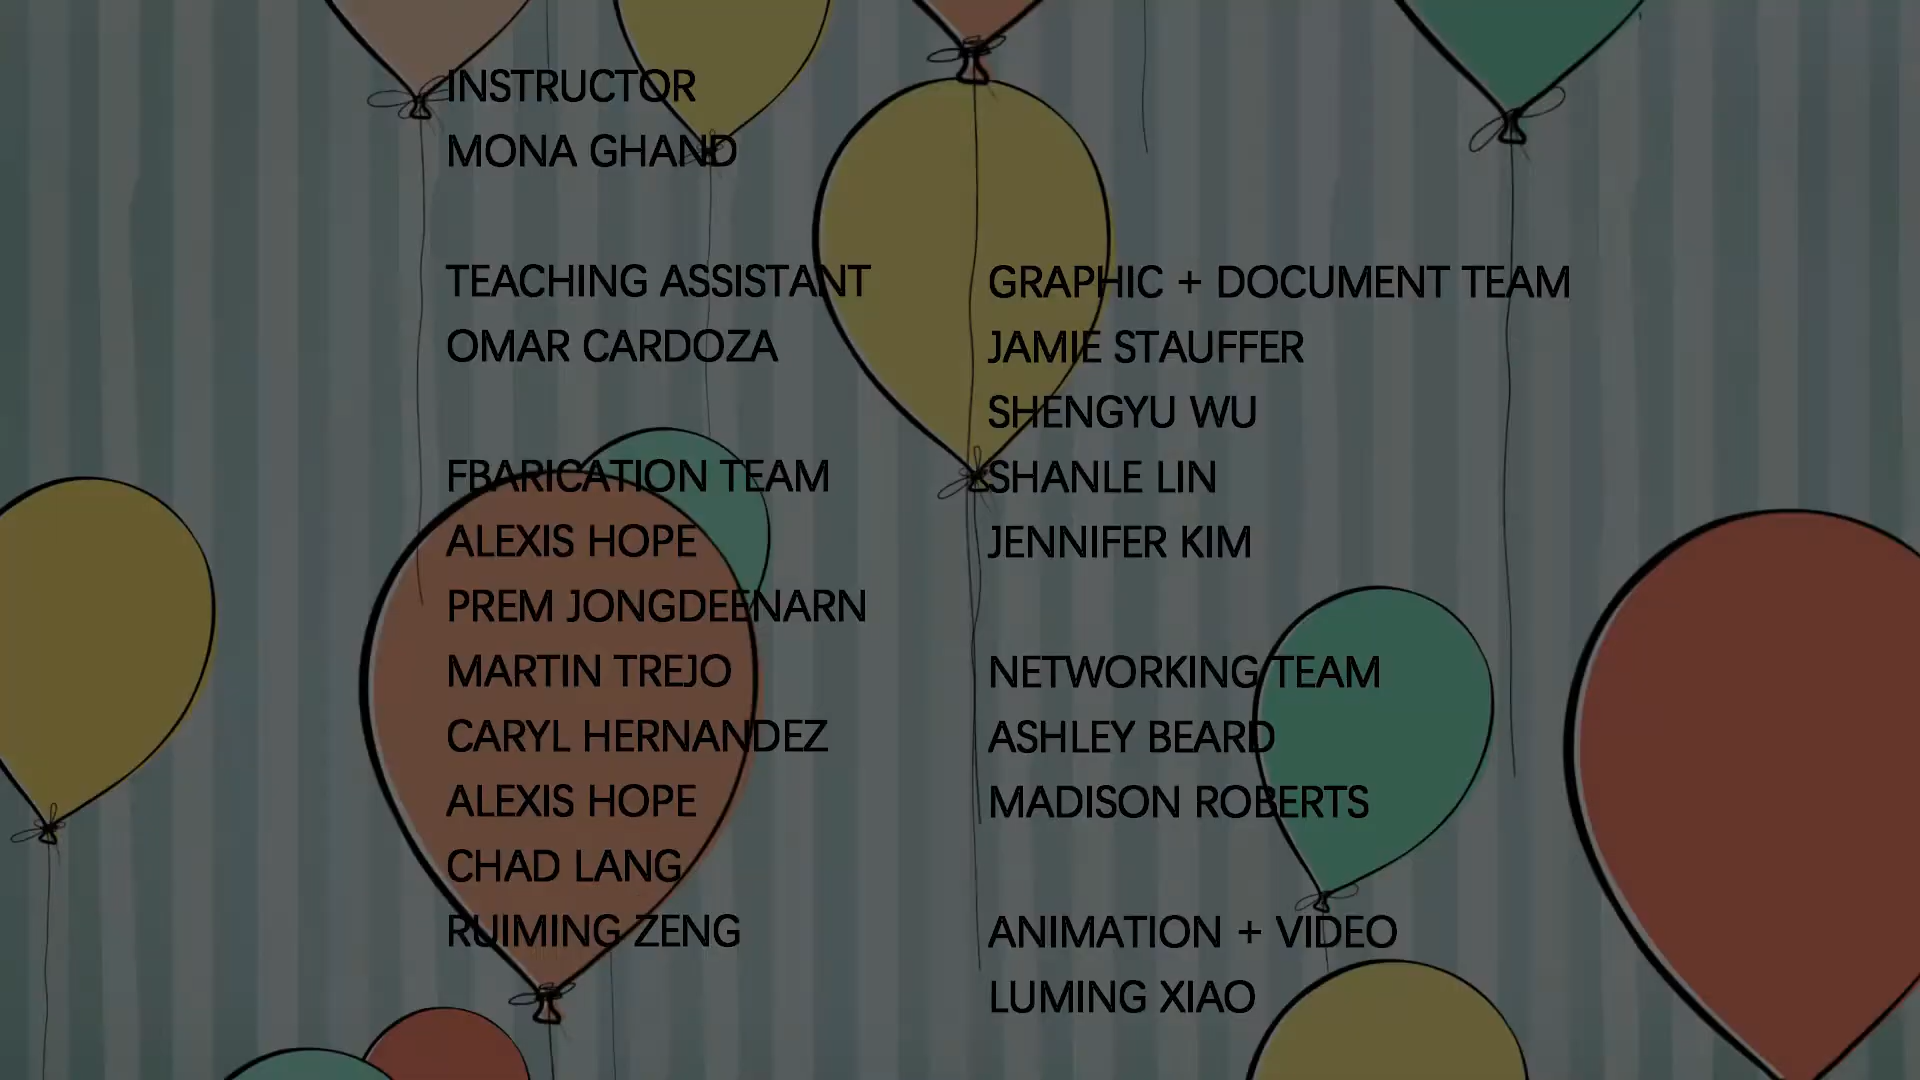 INSTRUCTOR
MONA GHAND
TEACHING ASSISTANT
OMAR CARDOZA
FBARICATION TEAM
ALEXIS HOPE
PREM JONGDEENARN
MARTIN TREJO
CARYL HERNANDEZ
ALEXIS HOPE
CHAD LANG
RUIMING ZENG
GRAPHIC + DOCUMENT TEAM
JAMIE STAUFFER
SHENGYU WU
SHANLE LIN
JENNIFER KIM
NETWORKING TEAM
ASHLEY BEARD
MADISON ROBERTS
ANIMATION + VIDEO
LUMING XIAO